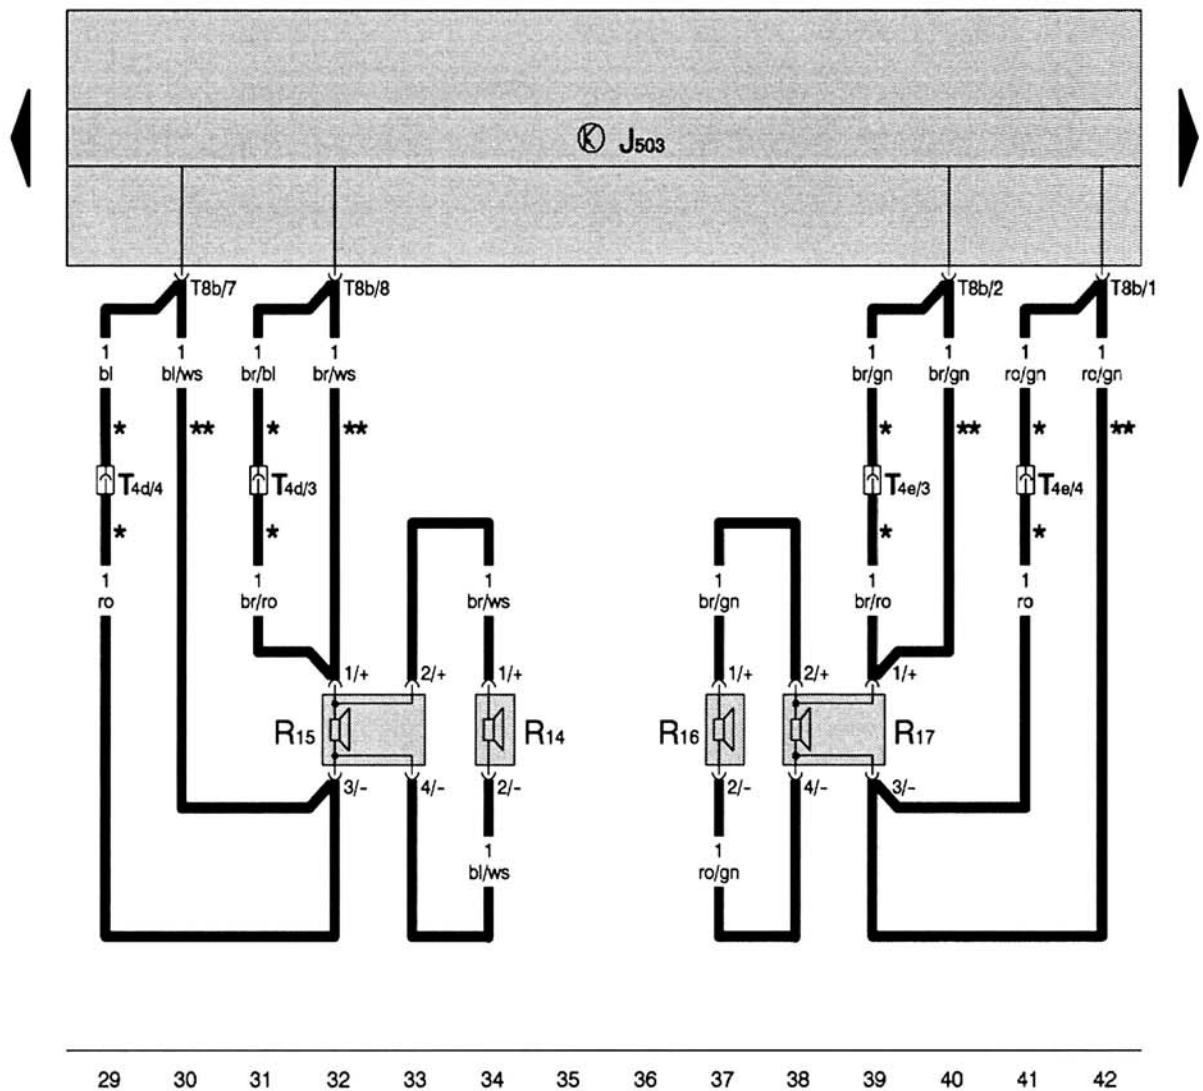 K J503
T8b/7 T8b/8 T8b/2 T8b/1
1 1 1 1 1 1 1 1
bl bl/ws br/bl br/ws br/gn br/gn ro/gn ro/gn
* ** * ** * ** * **
T4d/4 T4d/3 T4e/3 T4e/4
* * * *
1 1 1 1 1 1
ro br/ro br/ws br/gn br/ro ro
1/+ 2/+ 1/+ 1/+ 2/+ 1/+
R15 R14 R16 R17
3/- 4/- 2/- 2/- 4/- 3/-
1 1
bl/ws ro/gn
29 30 31 32 33 34 35 36 37 38 39 40 41 42